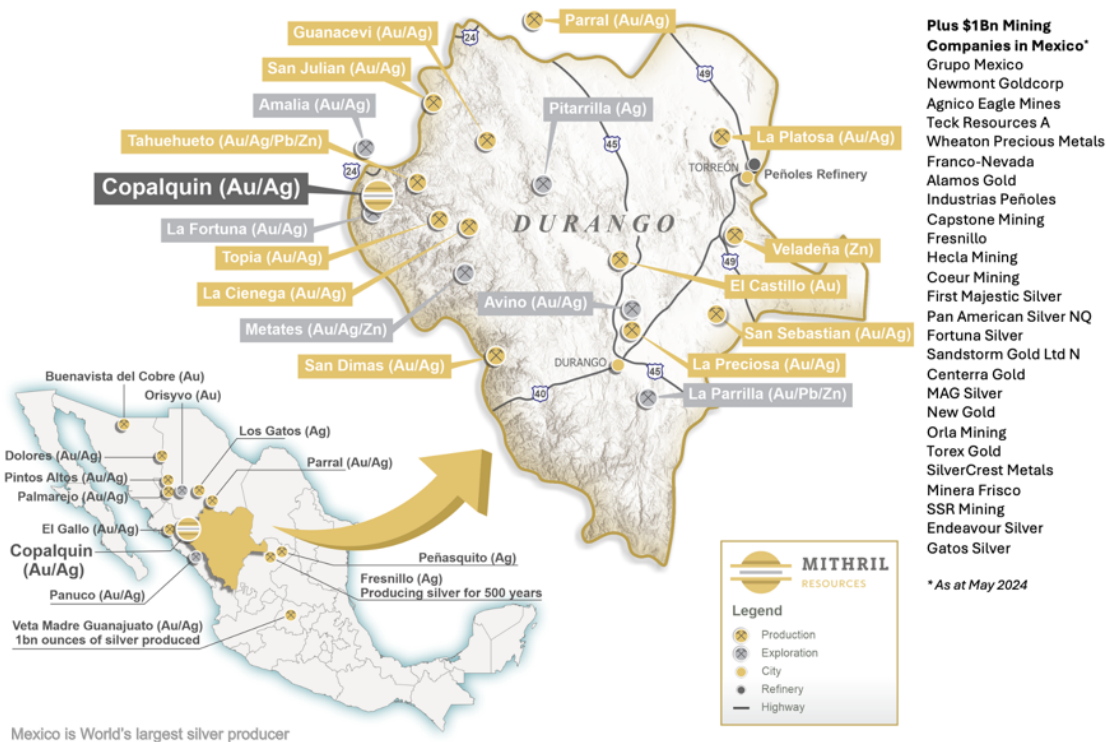 Parral (Au/Ag)
Guanacevi (Au/Ag)
San Julian (Au/Ag)
Amalia (Au/Ag)
Pitarrilla (Ag)
Tahuehueto (Au/Ag/Pb/Zn)
La Platosa (Au/Ag)
TORREÓN
Peñoles Refinery
Copalquin (Au/Ag)
La Fortuna (Au/Ag)
DURANGO
Topia (Au/Ag)
Veladeña (Zn)
La Cienega (Au/Ag)
El Castillo (Au)
Metates (Au/Ag/Zn)
Avino (Au/Ag)
San Sebastian (Au/Ag)
San Dimas (Au/Ag)
DURANGO
La Preciosa (Au/Ag)
La Parrilla (Au/Pb/Zn)
24
49
45
24
49
45
40
Buenavista del Cobre (Au)
Orisyvo (Au)
Los Gatos (Ag)
Dolores (Au/Ag)
Parral (Au/Ag)
Pintos Altos (Au/Ag)
Palmarejo (Au/Ag)
El Gallo (Au/Ag)
Copalquin
(Au/Ag)
Peñasquito (Ag)
Fresnillo (Ag)
Producing silver for 500 years
Panuco (Au/Ag)
Veta Madre Guanajuato (Au/Ag)
1bn ounces of silver produced
Mexico is World's largest silver producer
MITHRIL
RESOURCES
Legend
Production
Exploration
City
Refinery
Highway
Plus $1Bn Mining
Companies in Mexico*
Grupo Mexico
Newmont Goldcorp
Agnico Eagle Mines
Teck Resources A
Wheaton Precious Metals
Franco-Nevada
Alamos Gold
Industrias Peñoles
Capstone Mining
Fresnillo
Hecla Mining
Coeur Mining
First Majestic Silver
Pan American Silver NQ
Fortuna Silver
Sandstorm Gold Ltd N
Centerra Gold
MAG Silver
New Gold
Orla Mining
Torex Gold
SilverCrest Metals
Minera Frisco
SSR Mining
Endeavour Silver
Gatos Silver
* As at May 2024